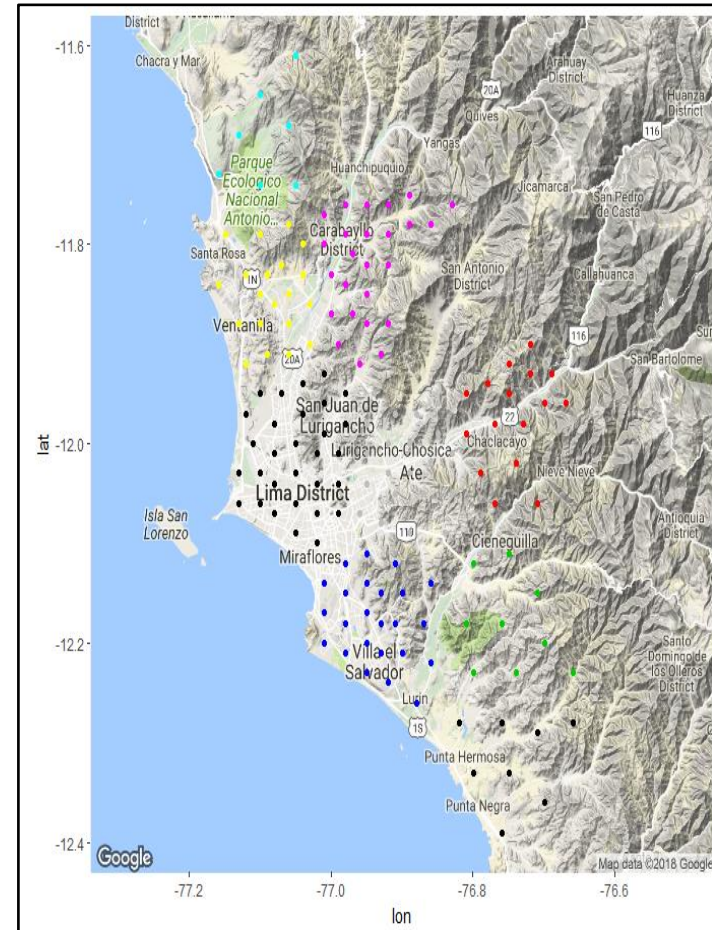 District
Chacra y Mar
Arahuay
District
20A
Quives
Huanza
District
116
Yangas
Huanchipuquio
Parque
Ecologico
Nacional
Antonio...
Jicamarca
San Pedro
de Casta
Carabayllo
District
Santa Rosa
San Antonio
District
Callahuanca
1N
Ventanilla
20A
116
San Bartolome
Sur
San Juan de
Lurigancho
22
Chaclacayo
Lurigancho-Chosica
Ate
Nieve Nieve
Lima District
Isla San
Lorenzo
110
Cieneguilla
Antioquia
District
Miraflores
Villa el
Salvador
Santo
Domingo de
los Olleros
District
Lurin
1S
Punta Hermosa
Punta Negra
Google
Map data ©2018 Google
-11.6
-11.8
-12.0
-12.2
-12.4
lat
-77.2
-77.0
-76.8
-76.6
lon